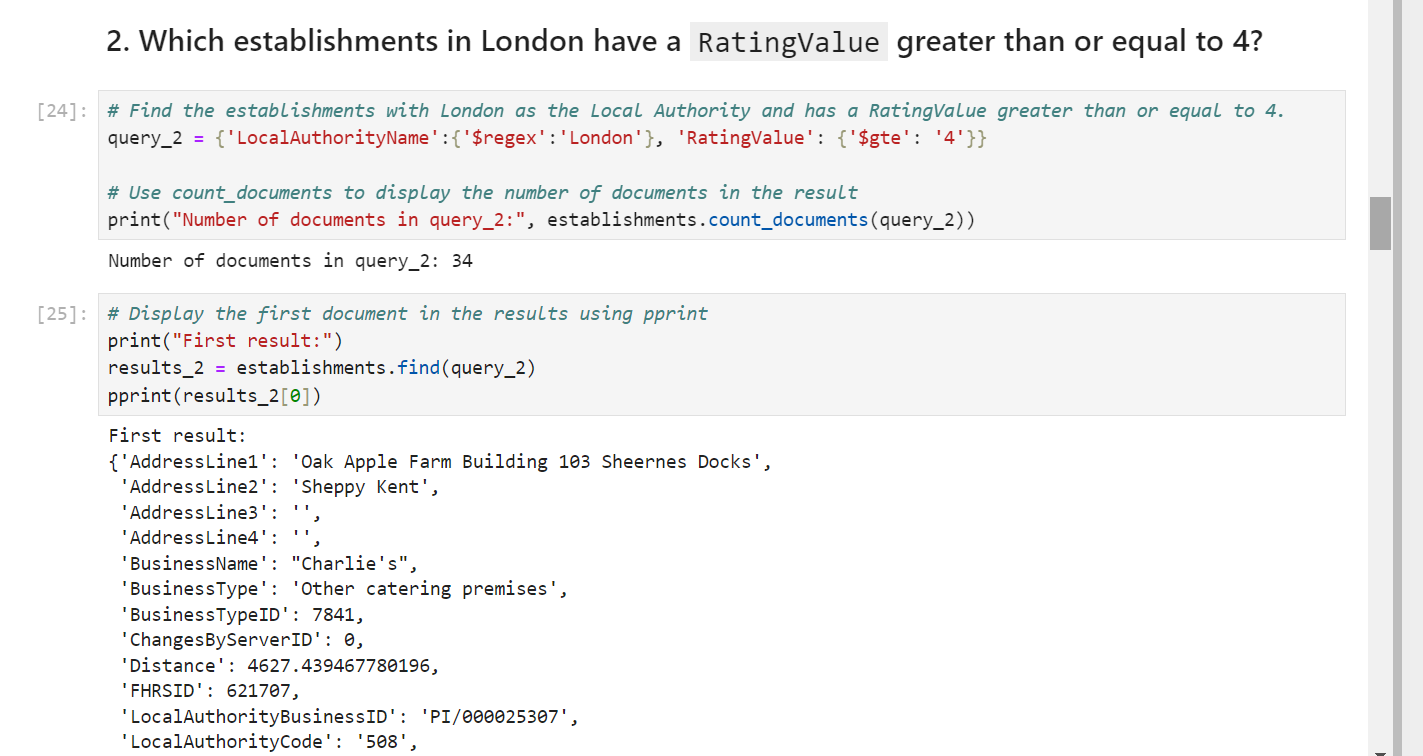 2. Which establishments in London have a RatingValue greater than or equal to 4?
[24]: # Find the establishments with London as the Local Authority and has a RatingValue greater than or equal to 4.
query_2 = {'LocalAuthorityName':{'$regex':'London'}, 'RatingValue': {'$gte': '4'}}
# Use count_documents to display the number of documents in the result
print("Number of documents in query_2:", establishments.count_documents(query_2))
Number of documents in query_2: 34
[25]: # Display the first document in the results using pprint
print("First result:")
results_2 = establishments.find(query_2)
pprint(results_2[0])
First result:
{'AddressLine1': 'Oak Apple Farm Building 103 Sheernes Docks',
'AddressLine2': 'Sheppy Kent',
'AddressLine3': '',
'AddressLine4': '',
'BusinessName': "Charlie's",
'BusinessType': 'Other catering premises',
'BusinessTypeID': 7841,
'ChangesByServerID': 0,
'Distance': 4627.439467780196,
'FHRSID': 621707,
'LocalAuthorityBusinessID': 'PI/000025307',
'LocalAuthorityCode': '508',